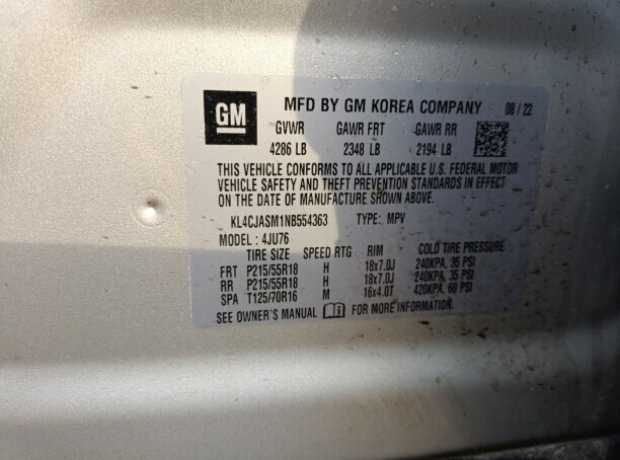 GM MFD BY GM KOREA COMPANY 08 / 22
GVWR GAWR FRT GAWR RR
4286 LB 2348 LB 2194 LB
THIS VEHICLE CONFORMS TO ALL APPLICABLE U.S. FEDERAL MOTOR
VEHICLE SAFETY AND THEFT PREVENTION STANDARDS IN EFFECT
ON THE DATE OF MANUFACTURE SHOWN ABOVE.
KL4CJASM1NB554363 TYPE: MPV
MODEL: 4JU76
TIRE SIZE SPEED RTG RIM COLD TIRE PRESSURE
FRT P215/55R18 H 18x7.0J 240KPA, 35 PSI
RR P215/55R18 H 18x7.0J 240KPA, 35 PSI
SPA T125/70R16 M 16x4.0T 420KPA, 60 PSI
SEE OWNER'S MANUAL FOR MORE INFORMATION.